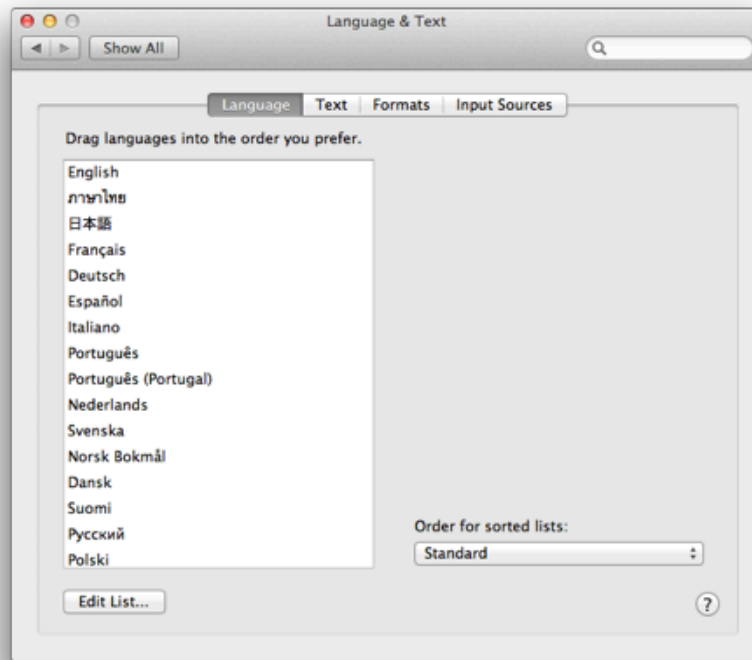 Language & Text
Show All
Language Text Formats Input Sources
Drag languages into the order you prefer.
English
ภาษาไทย
日本語
Français
Deutsch
Español
Italiano
Português
Português (Portugal)
Nederlands
Svenska
Norsk Bokmål
Dansk
Suomi
Русский
Polski
Order for sorted lists:
Standard
Edit List...
?